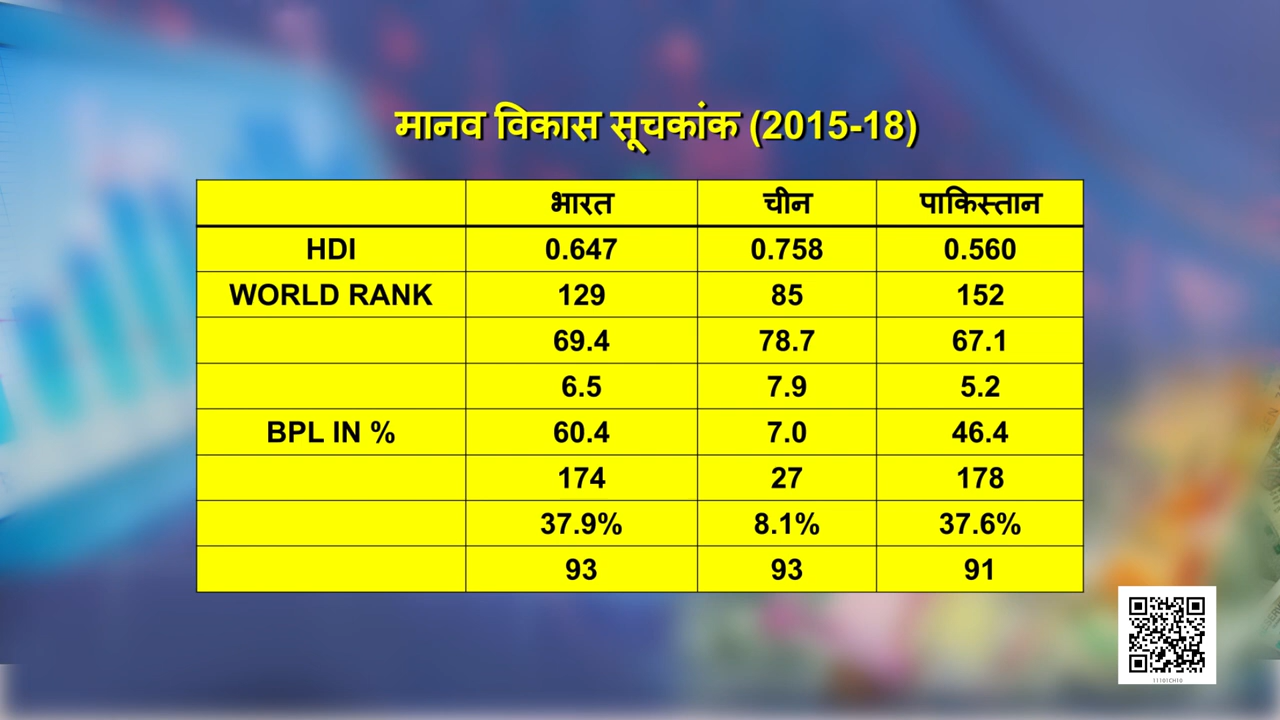 मानव विकास सूचकांक (2015-18)
भारत चीन पाकिस्तान
HDI 0.647 0.758 0.560
WORLD RANK 129 85 152
69.4 78.7 67.1
6.5 7.9 5.2
BPL IN % 60.4 7.0 46.4
174 27 178
37.9% 8.1% 37.6%
93 93 91
11101CH10